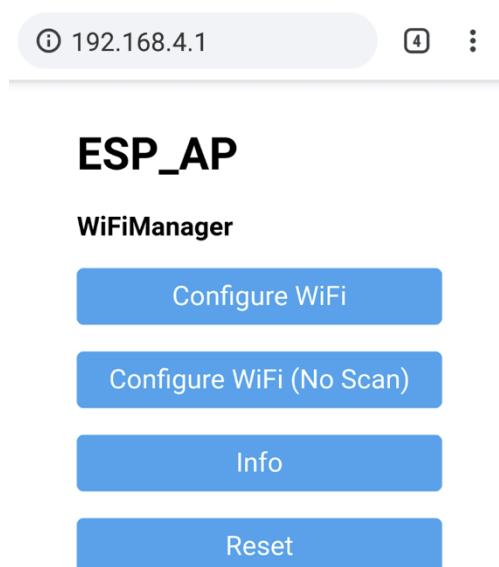 192.168.4.1
4
ESP_AP
WiFiManager
Configure WiFi
Configure WiFi (No Scan)
Info
Reset